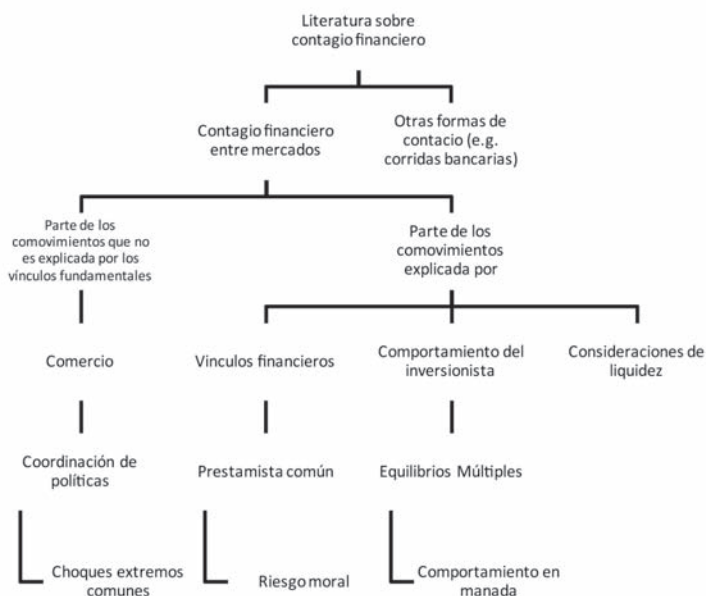 Literatura sobre
contagio financiero
Contagio financiero
entre mercados
Otras formas de
contacio (e.g.
corridas bancarias)
Parte de los
comovimientos que no
es explicada por los
vínculos fundamentales
Parte de los
comovimientos
explicada por
Comercio
Vinculos financieros
Comportamiento del
inversionista
Consideraciones de
liquidez
Coordinación de
políticas
Prestamista común
Equilibrios Múltiples
Choques extremos
comunes
Riesgo moral
Comportamiento en
manada